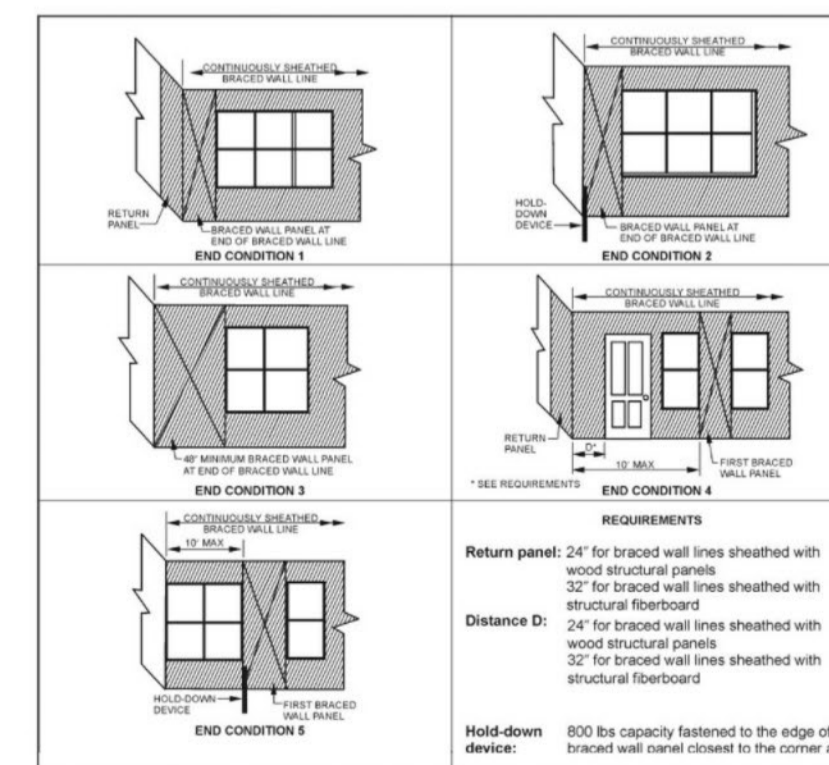 CONTINUOUSLY SHEATHED
BRACED WALL LINE
RETURN
PANEL
BRACED WALL PANEL AT
END OF BRACED WALL LINE
END CONDITION 1
CONTINUOUSLY SHEATHED
BRACED WALL LINE
HOLD-
DOWN
DEVICE
BRACED WALL PANEL AT
END OF BRACED WALL LINE
END CONDITION 2
CONTINUOUSLY SHEATHED
BRACED WALL LINE
48" MINIMUM BRACED WALL PANEL
AT END OF BRACED WALL LINE
END CONDITION 3
CONTINUOUSLY SHEATHED
BRACED WALL LINE
RETURN
PANEL
D*
10' MAX
FIRST BRACED
WALL PANEL
* SEE REQUIREMENTS
END CONDITION 4
CONTINUOUSLY SHEATHED
BRACED WALL LINE
10' MAX
HOLD-DOWN
DEVICE
FIRST BRACED
WALL PANEL
END CONDITION 5
REQUIREMENTS
Return panel: 24" for braced wall lines sheathed with
wood structural panels
32" for braced wall lines sheathed with
structural fiberboard
Distance D: 24" for braced wall lines sheathed with
wood structural panels
32" for braced wall lines sheathed with
structural fiberboard
Hold-down 800 lbs capacity fastened to the edge of
device: braced wall panel closest to the corner a